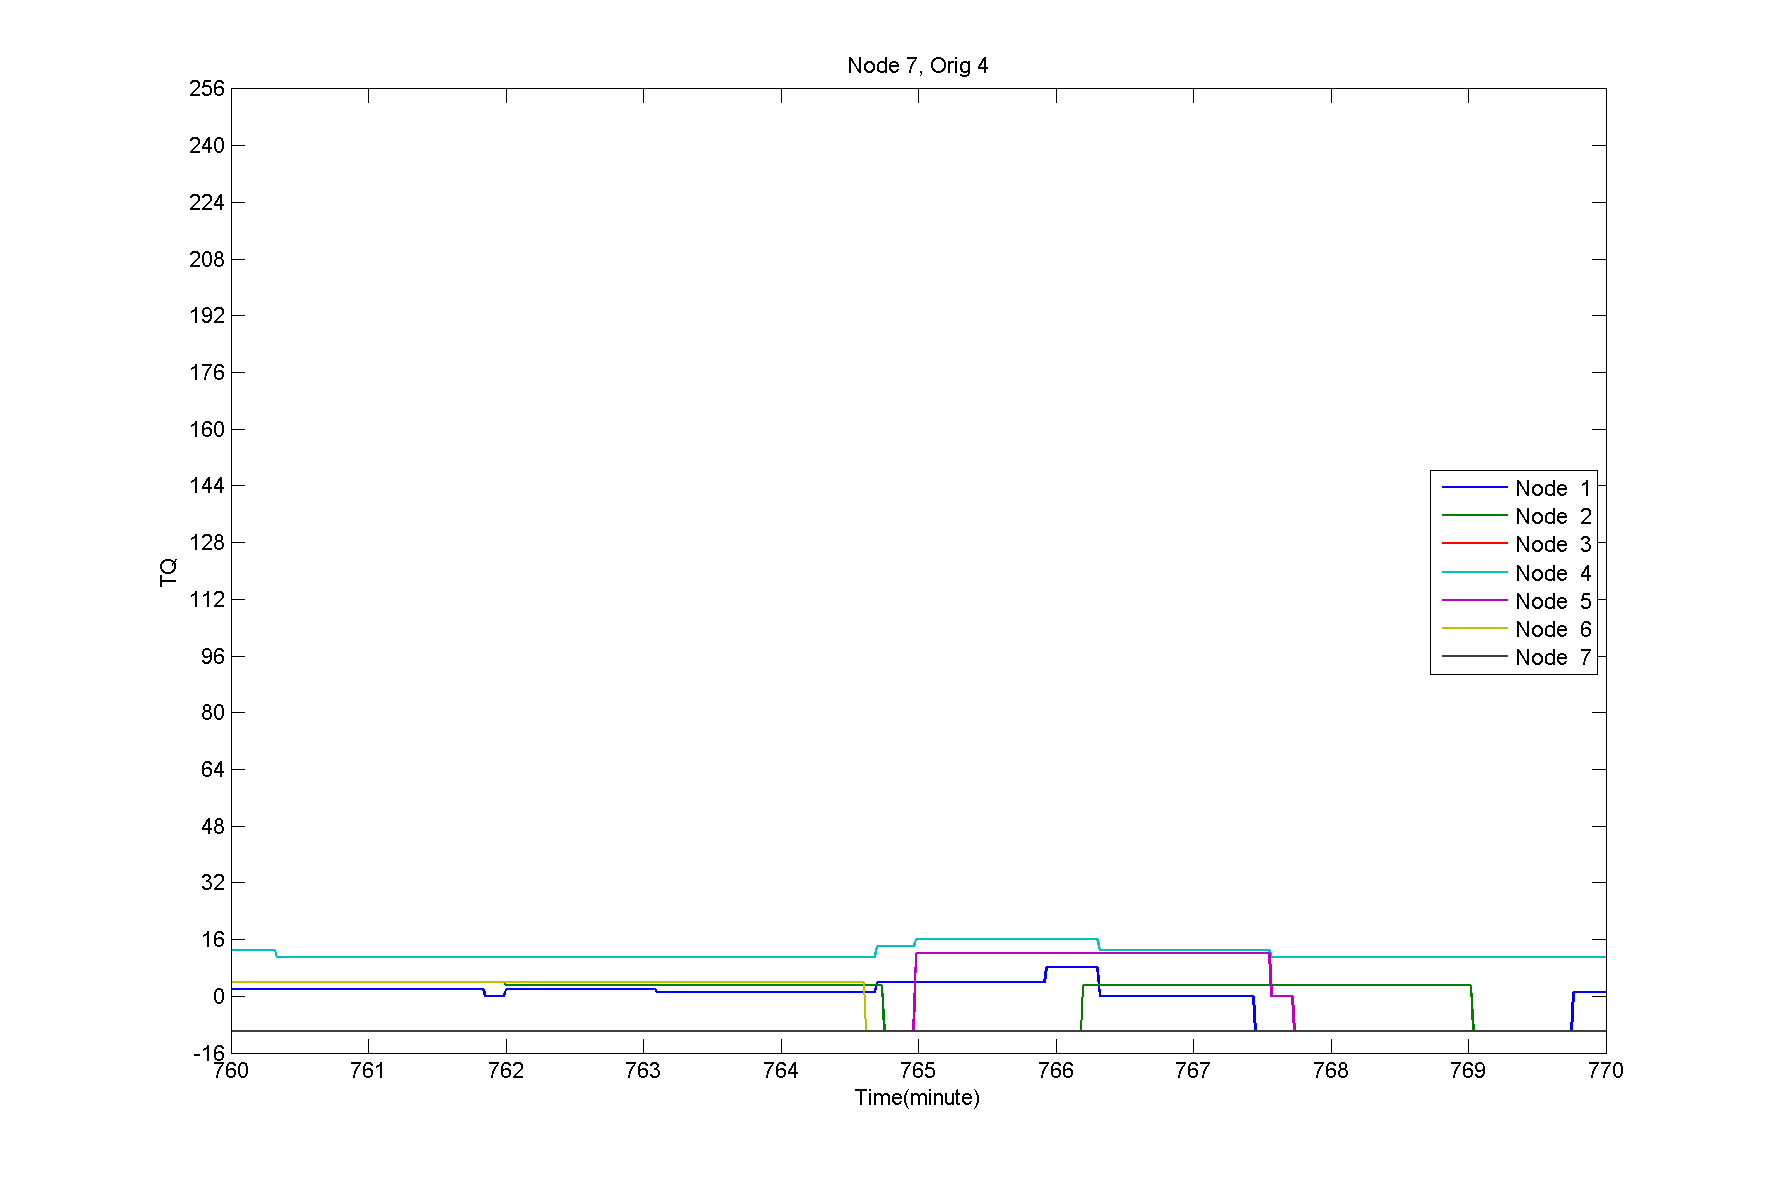 Node 7, Orig 4
256
240
224
208
192
176
160
144
128
112
96
80
64
48
32
16
0
-16
TQ
Node 1
Node 2
Node 3
Node 4
Node 5
Node 6
Node 7
760 761 762 763 764 765 766 767 768 769 770
Time(minute)